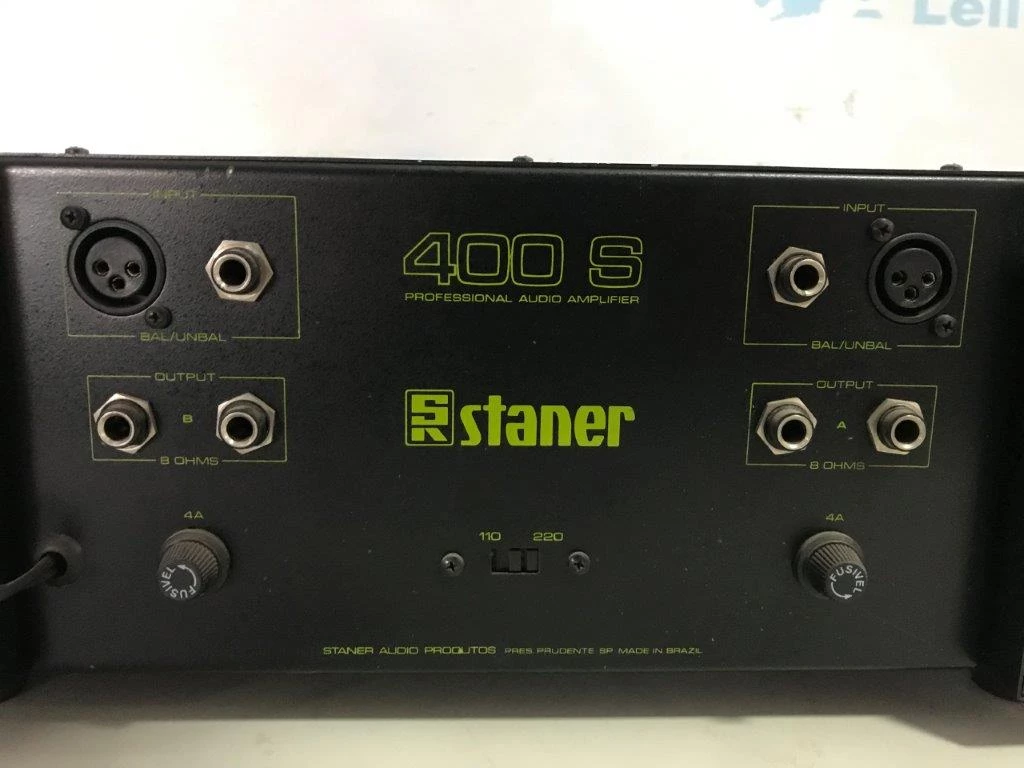 INPUT
BAL/UNBAL
OUTPUT
B
8 OHMS
4A
FUSIVEL
400 S
PROFESSIONAL AUDIO AMPLIFIER
SR staner
110 220
INPUT
BAL/UNBAL
OUTPUT
A
8 OHMS
4A
FUSIVEL
STANER AUDIO PRODUTOS PRES. PRUDENTE SP MADE IN BRAZIL